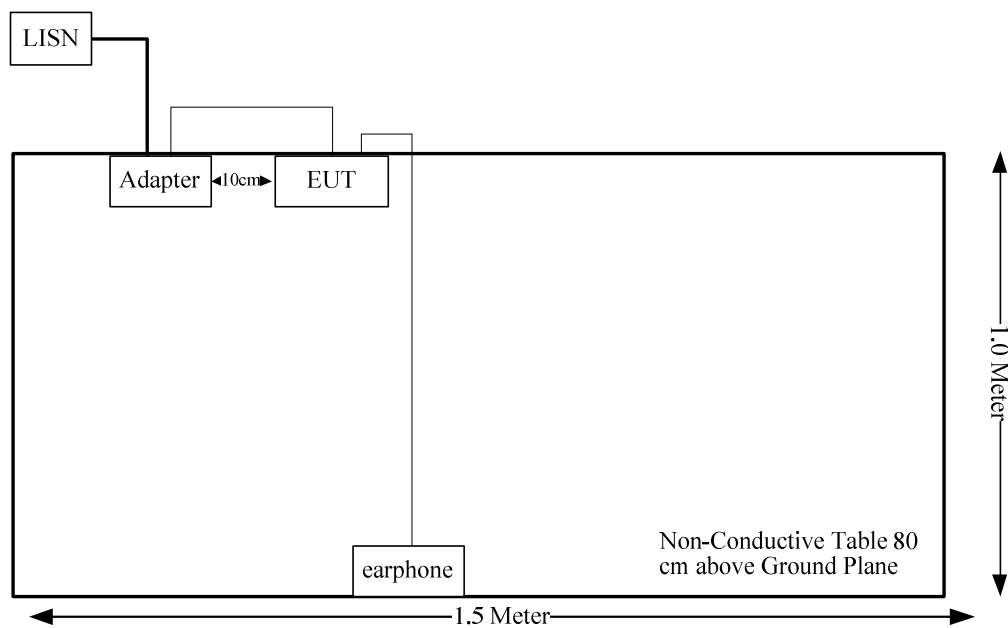 LISN
Adapter
10cm
EUT
1.0 Meter
Non-Conductive Table 80
cm above Ground Plane
earphone
1.5 Meter